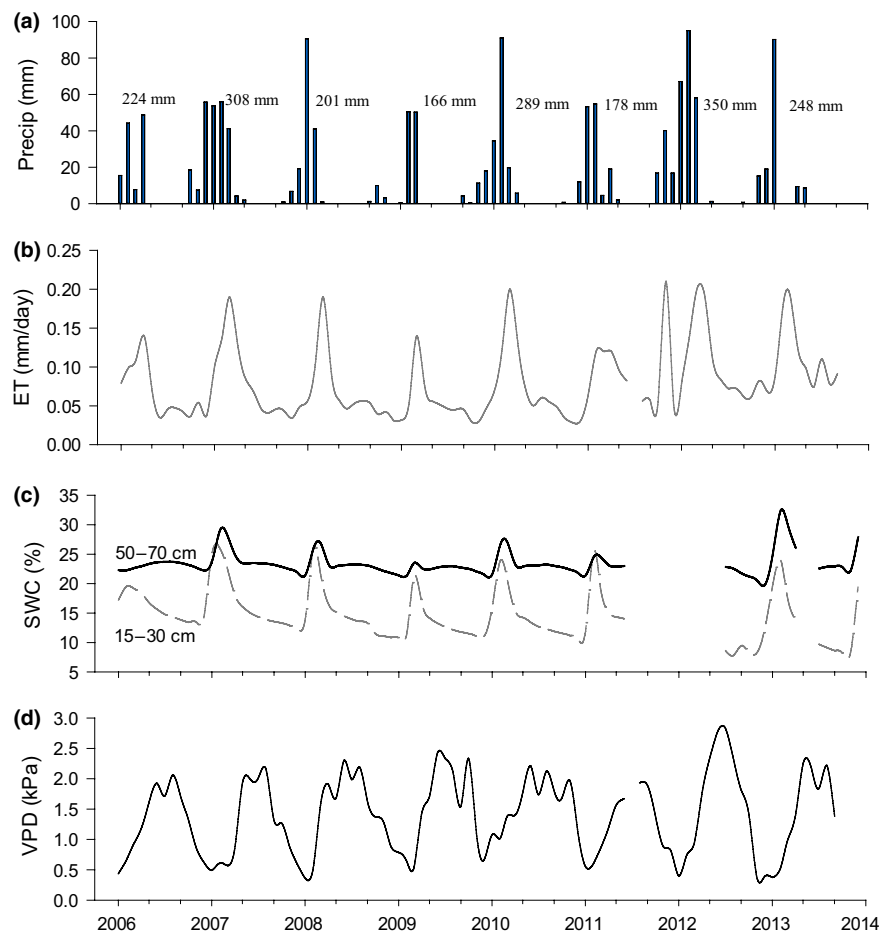 (a)
100
80
60
40
20
0
Precip (mm)
224 mm
308 mm
201 mm
166 mm
289 mm
178 mm
350 mm
248 mm
(b)
0.25
0.20
0.15
0.10
0.05
0.00
ET (mm/day)
(c)
35
30
25
20
15
10
5
SWC (%)
50–70 cm
15–30 cm
(d)
3.0
2.5
2.0
1.5
1.0
0.5
0.0
VPD (kPa)
2006 2007 2008 2009 2010 2011 2012 2013 2014